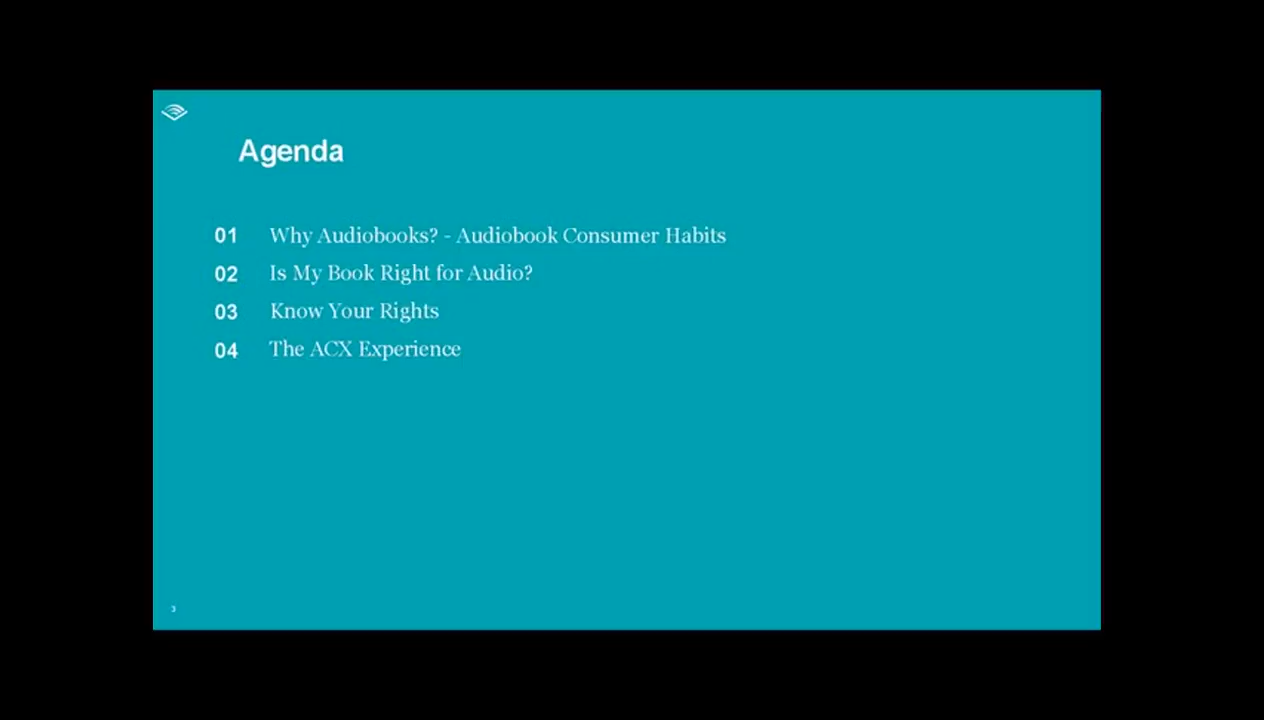 Agenda
01 Why Audiobooks? - Audiobook Consumer Habits
02 Is My Book Right for Audio?
03 Know Your Rights
04 The ACX Experience
3